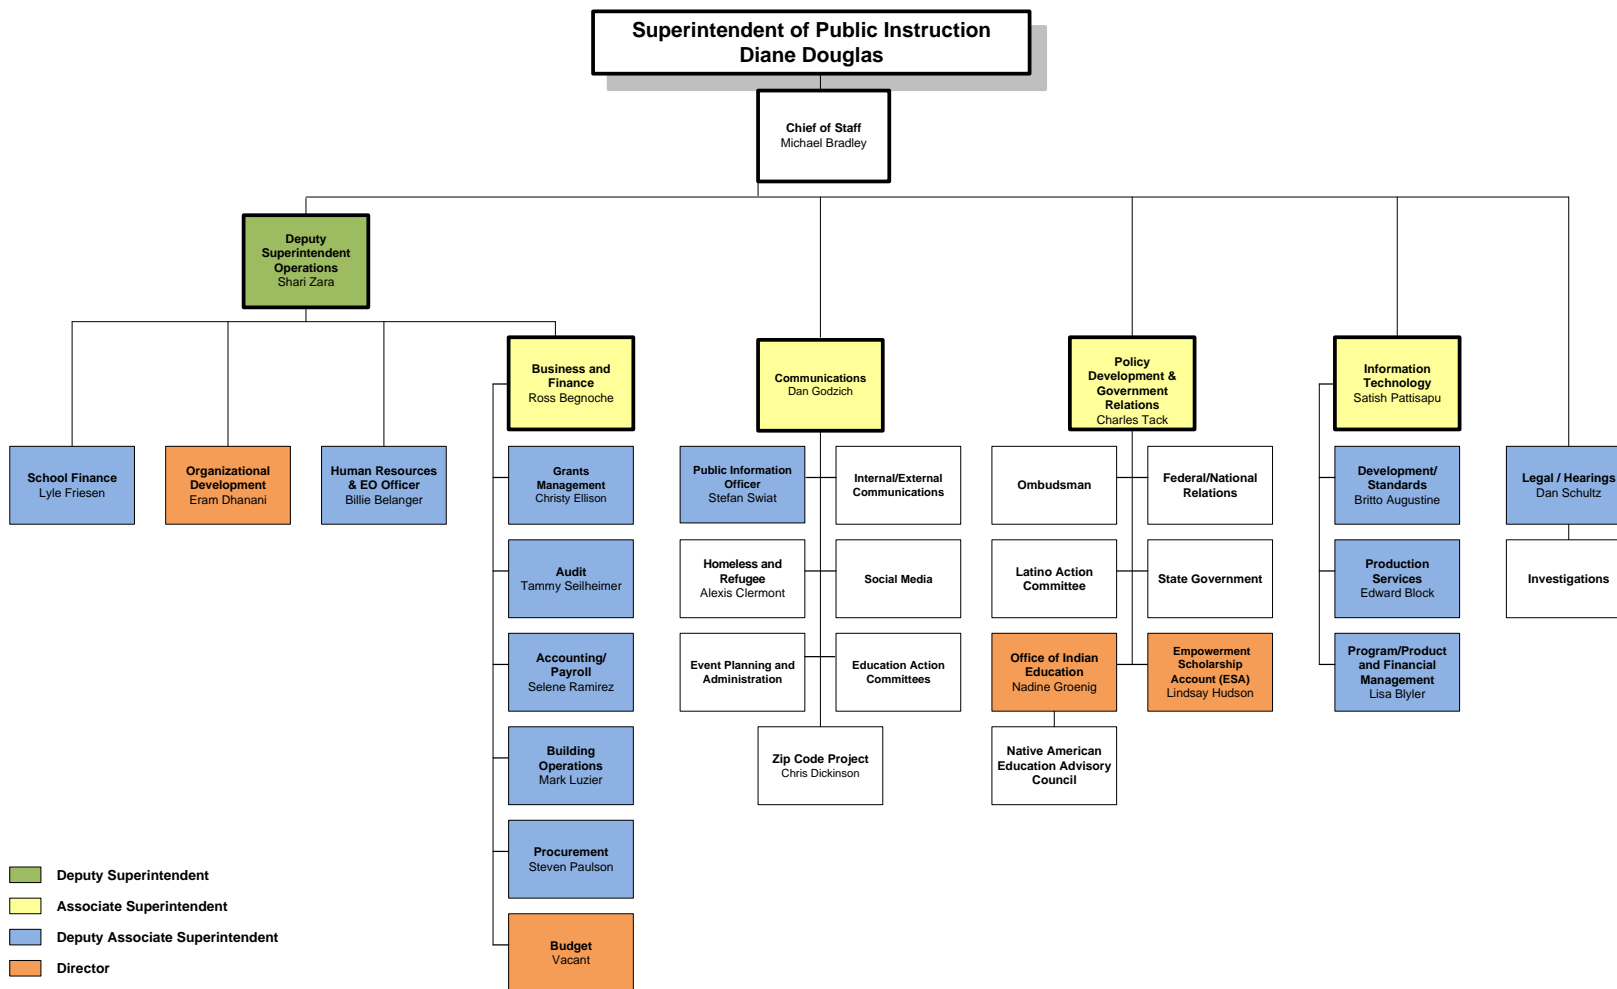 Superintendent of Public Instruction
Diane Douglas
Chief of Staff
Michael Bradley
Deputy
Superintendent
Operations
Shari Zara
Business and
Finance
Ross Begnoche
Communications
Dan Godzich
Policy
Development &
Government
Relations
Charles Tack
Information
Technology
Satish Pattisapu
School Finance
Lyle Friesen
Organizational
Development
Eram Dhanani
Human Resources
& EO Officer
Billie Belanger
Grants
Management
Christy Ellison
Public Information
Officer
Stefan Swiat
Internal/External
Communications
Ombudsman
Federal/National
Relations
Development/
Standards
Britto Augustine
Legal / Hearings
Dan Schultz
Audit
Tammy Seilheimer
Homeless and
Refugee
Alexis Clermont
Social Media
Latino Action
Committee
State Government
Production
Services
Edward Block
Investigations
Accounting/
Payroll
Selene Ramirez
Event Planning and
Administration
Education Action
Committees
Office of Indian
Education
Nadine Groenig
Empowerment
Scholarship
Account (ESA)
Lindsay Hudson
Program/Product
and Financial
Management
Lisa Blyler
Building
Operations
Mark Luzier
Zip Code Project
Chris Dickinson
Native American
Education Advisory
Council
Procurement
Steven Paulson
Budget
Vacant
Deputy Superintendent
Associate Superintendent
Deputy Associate Superintendent
Director